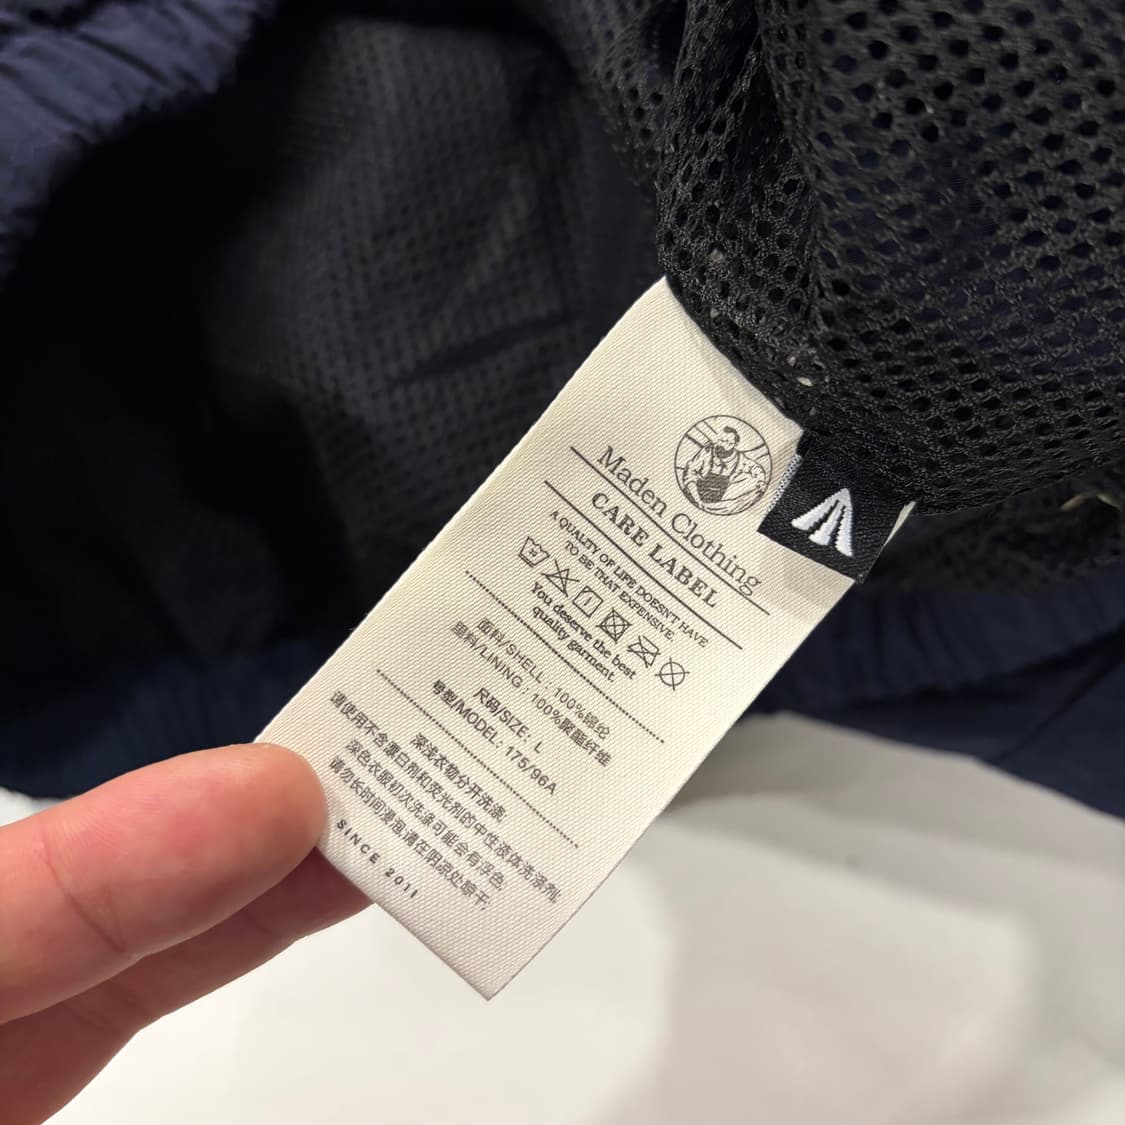 Maden Clothing
CARE LABEL
A QUALTY OF LIFE DOESNT HAVE
TO BE THAT EXPENSIVE.
You deserve the best
quality garment.
面料/SHELL : 100%锦纶
里料/LINING : 100%聚酯纤维
尺码/SIZE: L
号型/MODEL : 175/96A
深浅衣物分开洗涤,
请使用不含漂白剂和荧光剂的中性液体洗涤剂,
深色衣服初次洗涤可能会有浮色,
请勿长时间浸泡,请在阴凉处晾干,
SINCE 2011